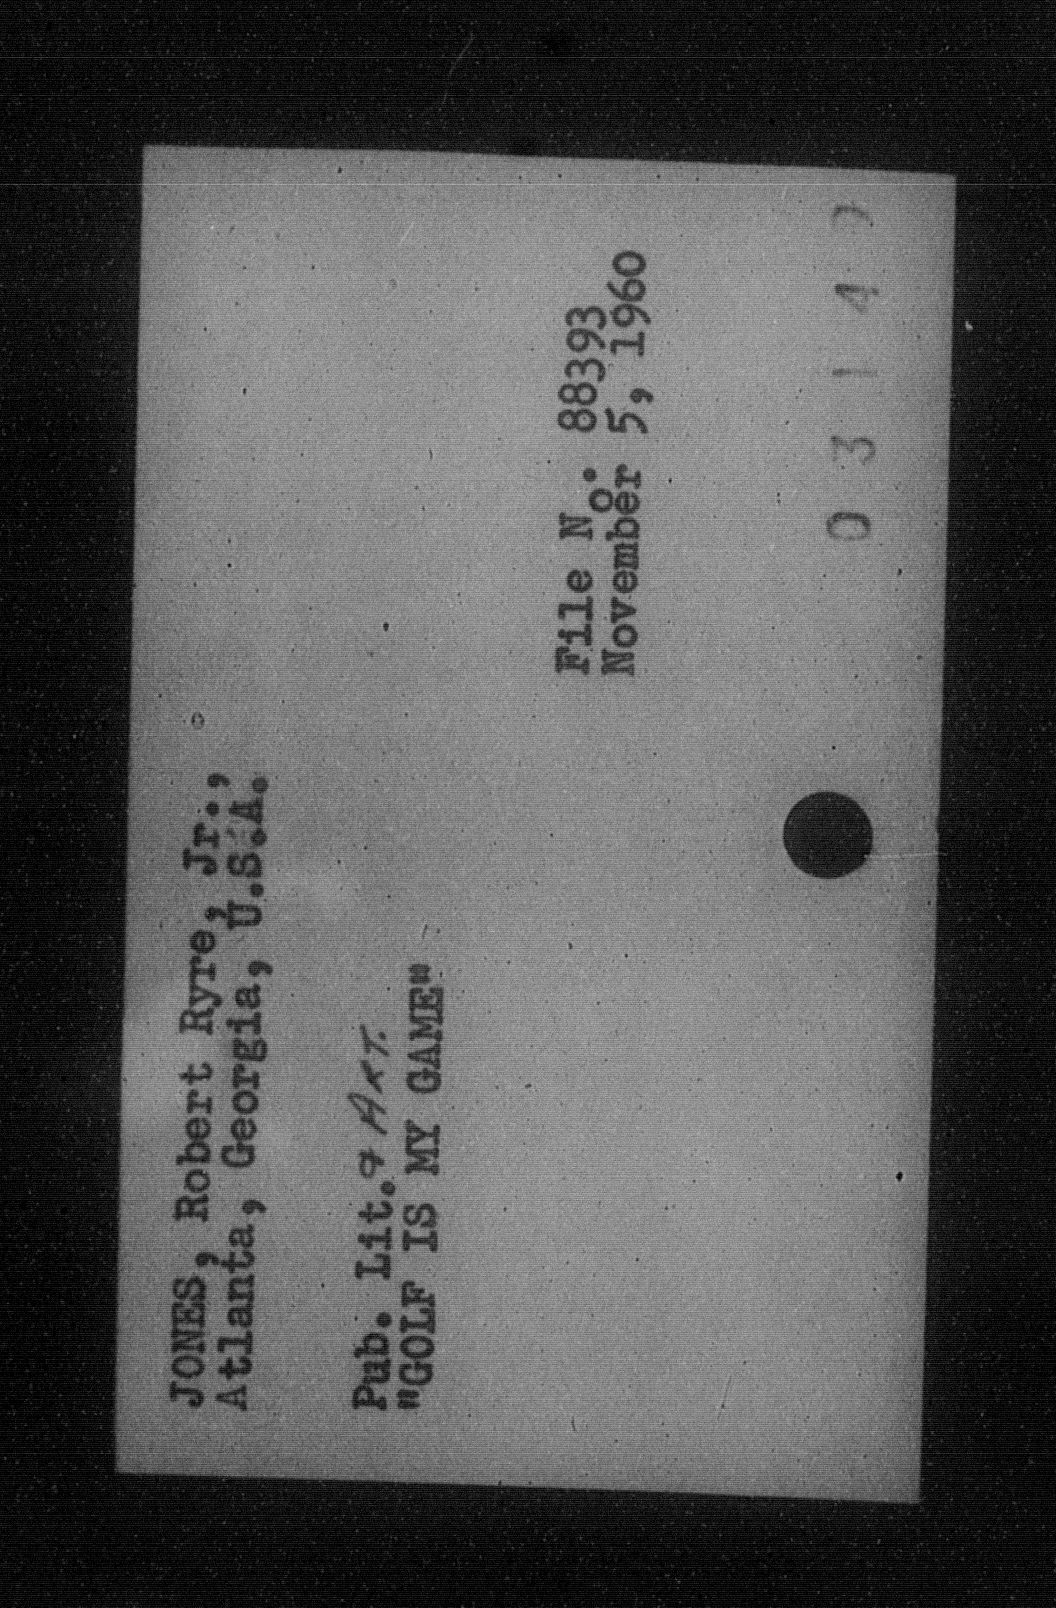 JONES, Robert Ryre, Jr.,
Atlanta, Georgia, U.S.A.
Pub. Lit. & ART.
"GOLF IS MY GAME"
File No. 88393
November 5, 1960